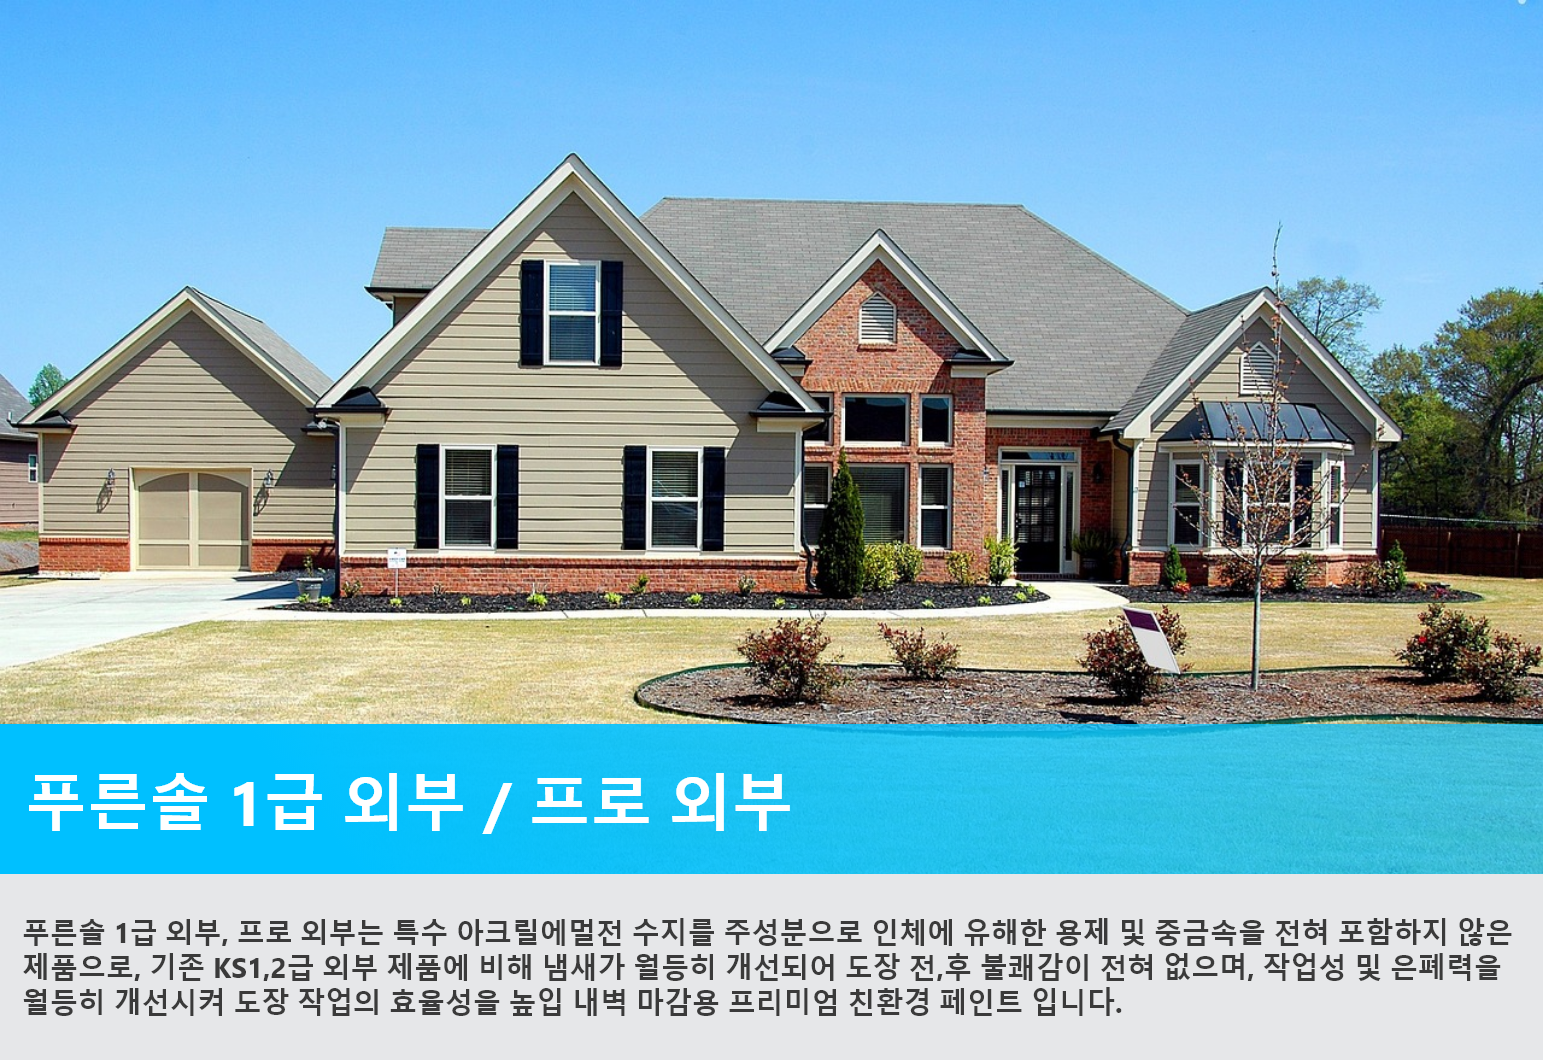 푸른솔 1급 외부 / 프로 외부
푸른솔 1급 외부, 프로 외부는 특수 아크릴에멀전 수지를 주성분으로 인체에 유해한 용제 및 중금속을 전혀 포함하지 않은
제품으로, 기존 KS1,2급 외부 제품에 비해 냄새가 월등히 개선되어 도장 전,후 불쾌감이 전혀 없으며, 작업성 및 은폐력을
월등히 개선시켜 도장 작업의 효율성을 높입 내벽 마감용 프리미엄 친환경 페인트 입니다.